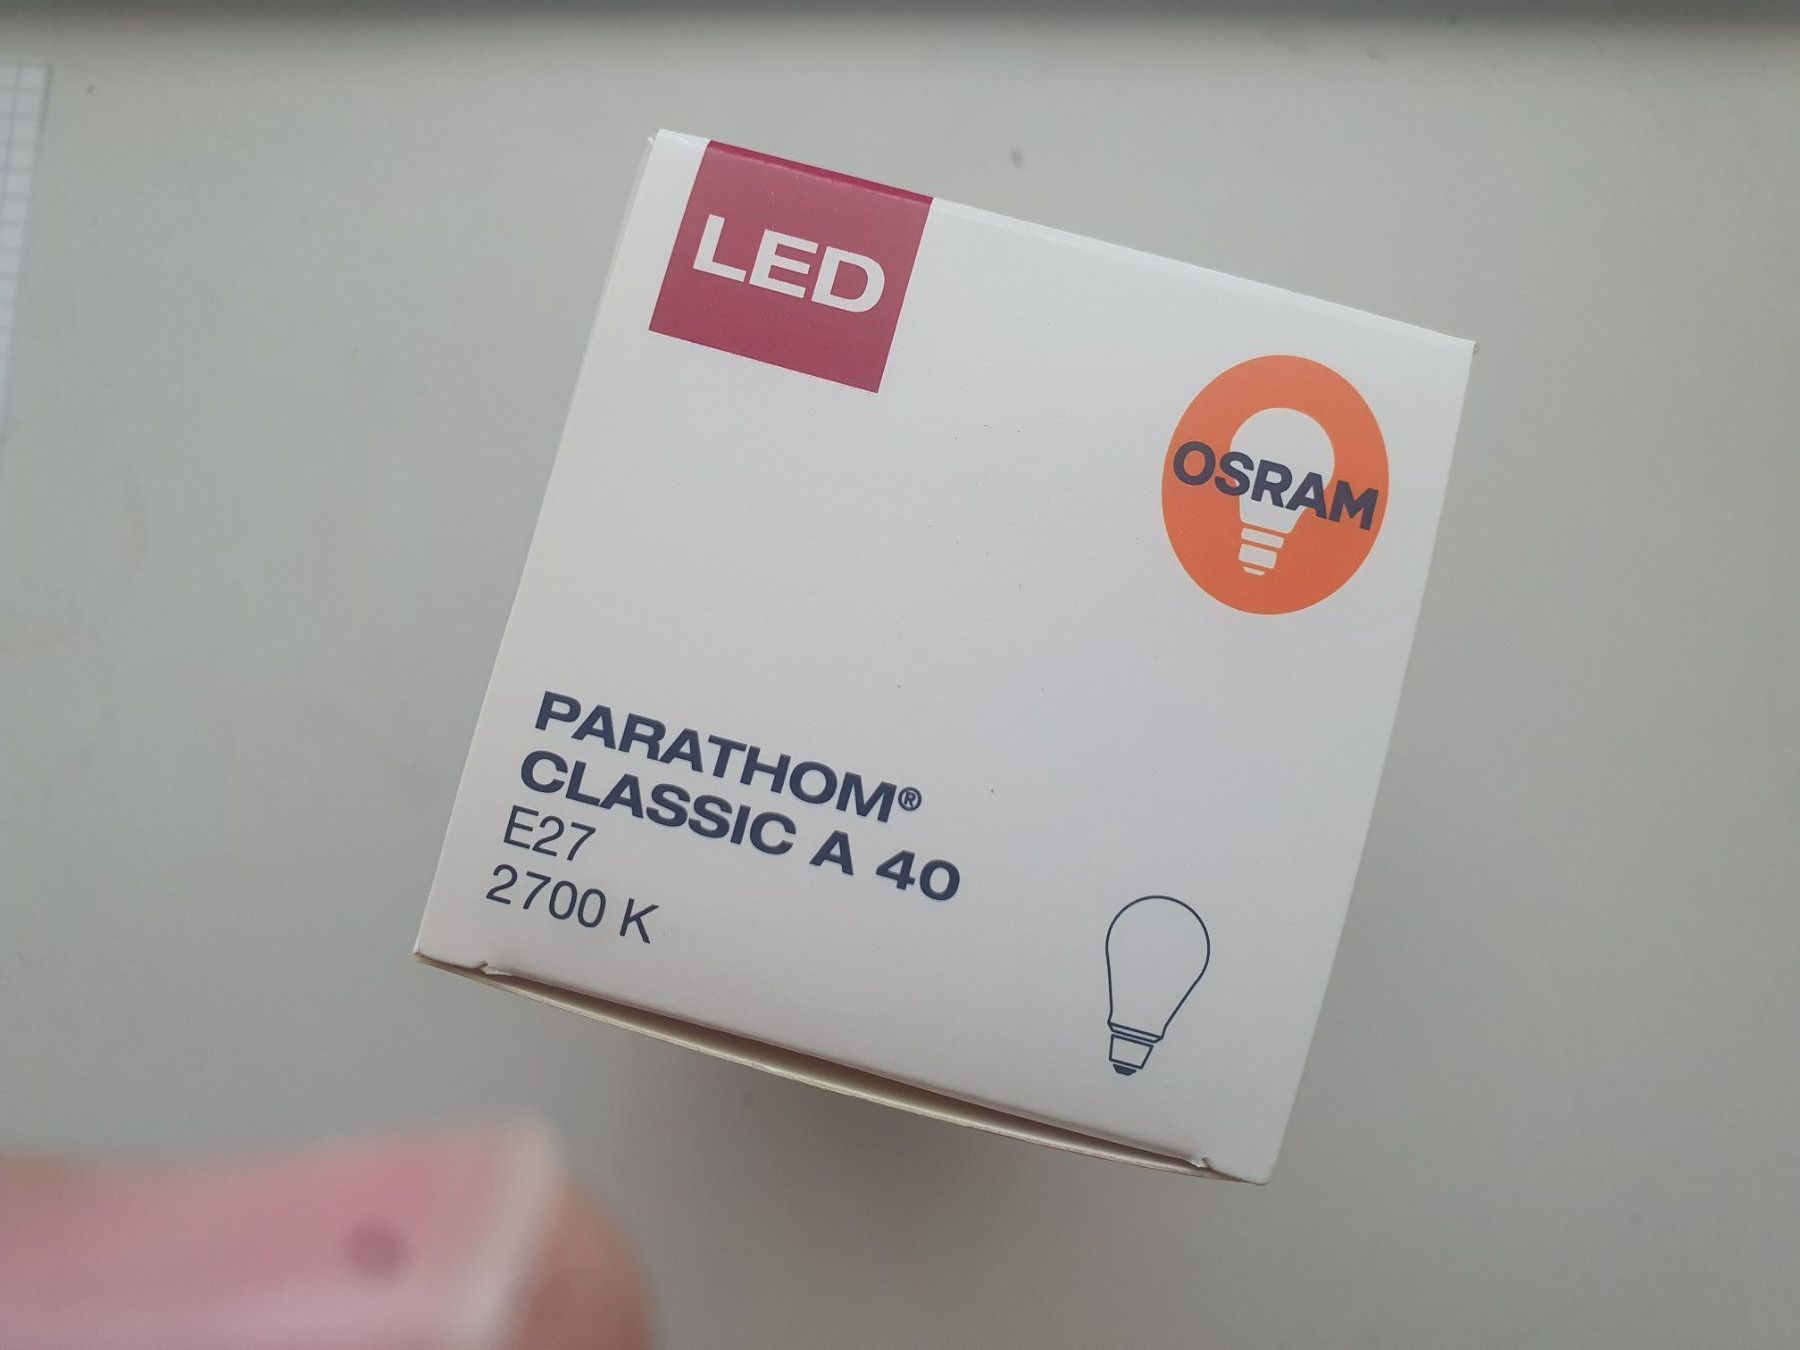 LED
OSRAM
PARATHOM®
CLASSIC A 40
E27
2700 K